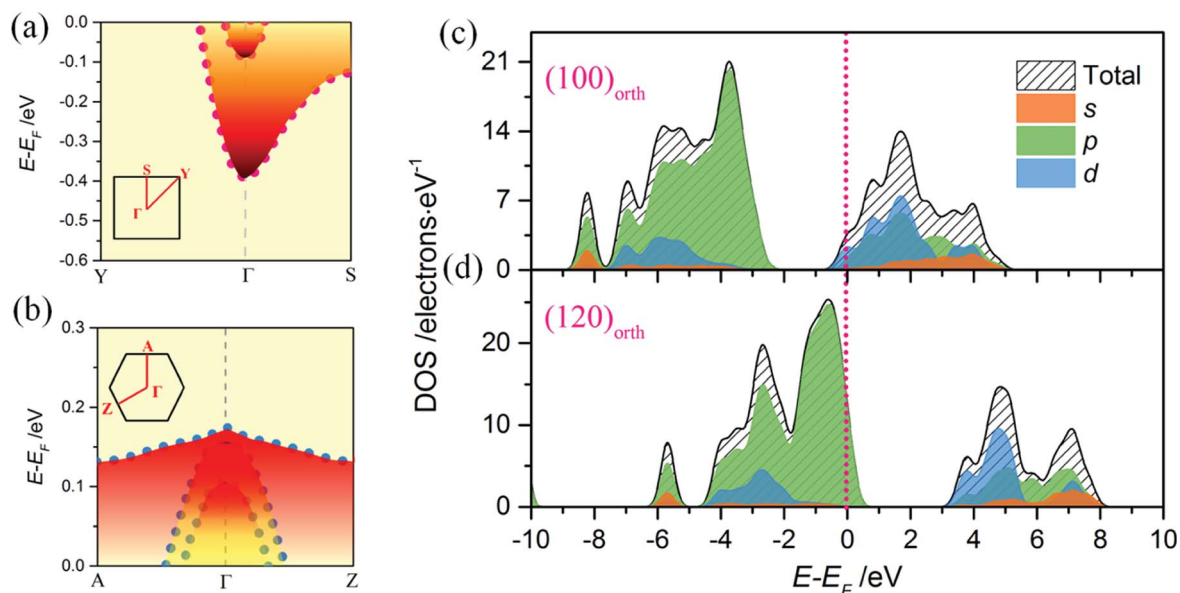 (a)
0.0
-0.1
-0.2
-0.3
-0.4
-0.5
-0.6
E-E_F /eV
S
Y
Γ
Y
Γ
S
(b)
0.3
0.2
0.1
0.0
E-E_F /eV
A
Γ
Z
A
Γ
Z
(c)
21
14
7
0
(100)orth
Total
s
p
d
(d)
20
10
0
(120)orth
DOS /electrons·eV⁻¹
-10 -8 -6 -4 -2 0 2 4 6 8 10
E-E_F /eV